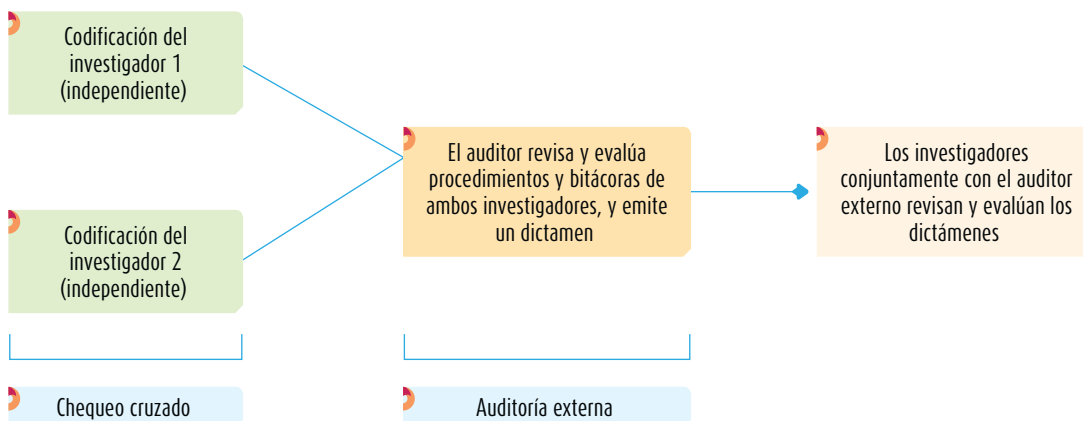 Codificación del
investigador 1
(independiente)
Codificación del
investigador 2
(independiente)
El auditor revisa y evalúa
procedimientos y bitácoras de
ambos investigadores, y emite
un dictamen
Los investigadores
conjuntamente con el auditor
externo revisan y evalúan los
dictámenes
Chequeo cruzado
Auditoría externa